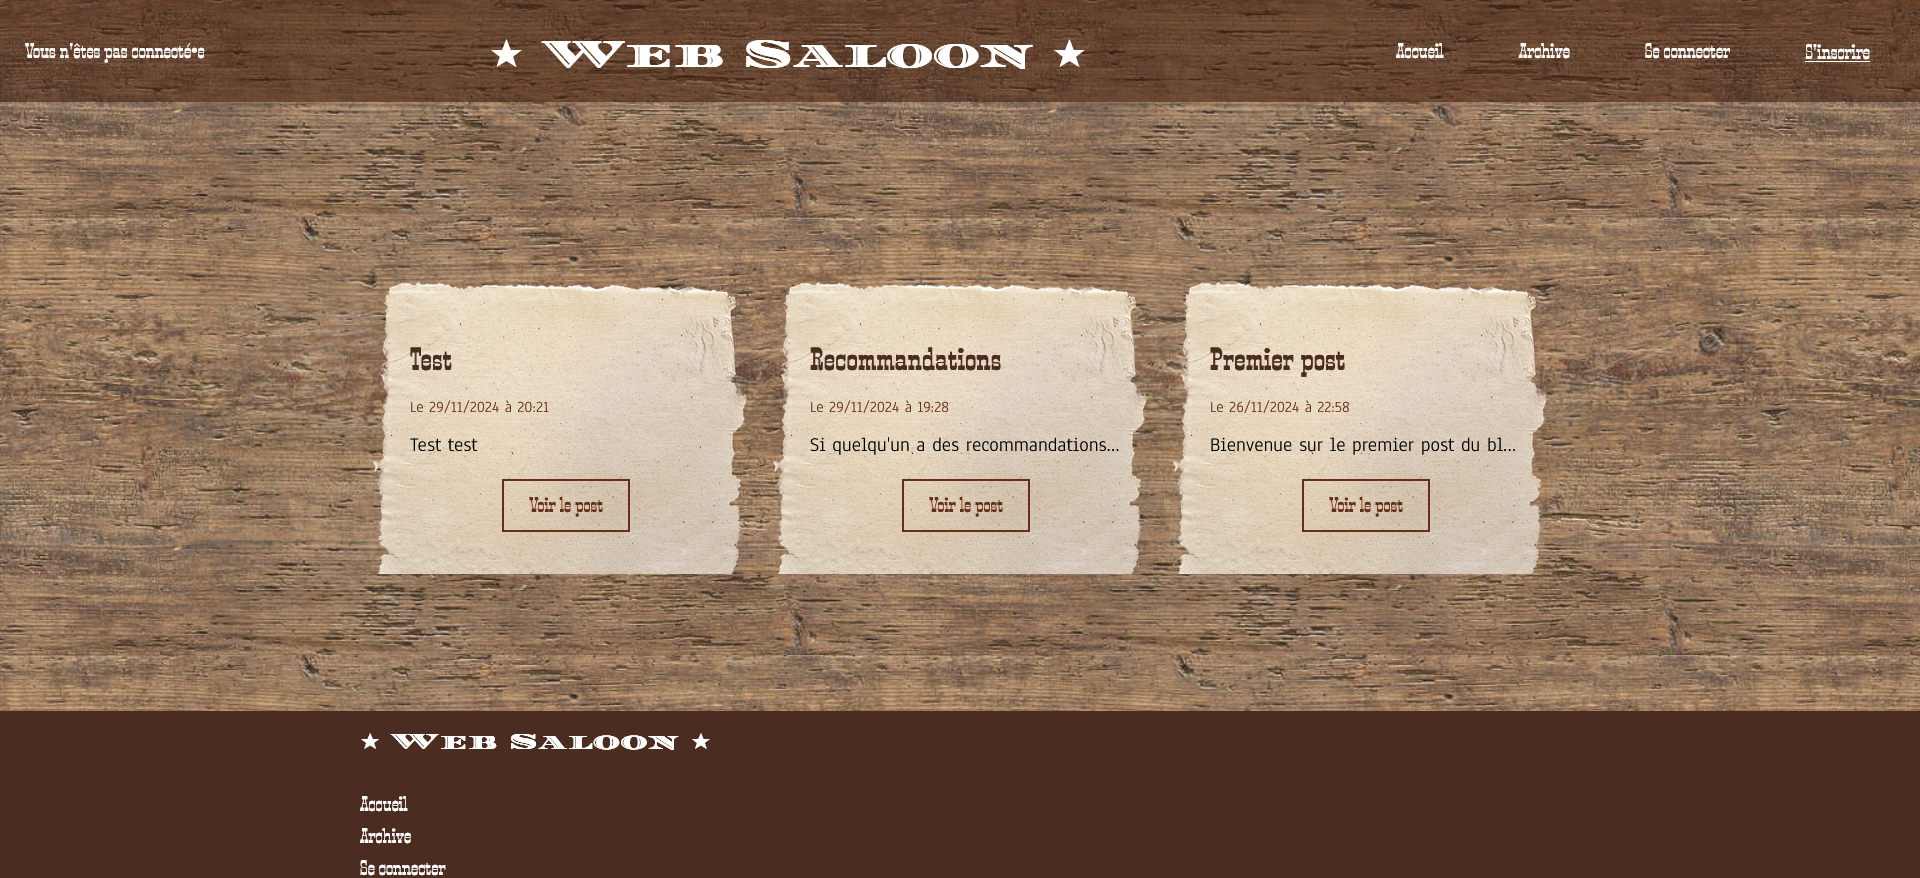 Vous n'êtes pas connecté•e
★ Web Saloon ★
Accueil
Archive
Se connecter
S'inscrire
Test
Le 29/11/2024 à 20:21
Test test
Voir le post
Recommandations
Le 29/11/2024 à 19:28
Si quelqu'un a des recommandations...
Voir le post
Premier post
Le 26/11/2024 à 22:58
Bienvenue sur le premier post du bl...
Voir le post
★ Web Saloon ★
Accueil
Archive
Se connecter